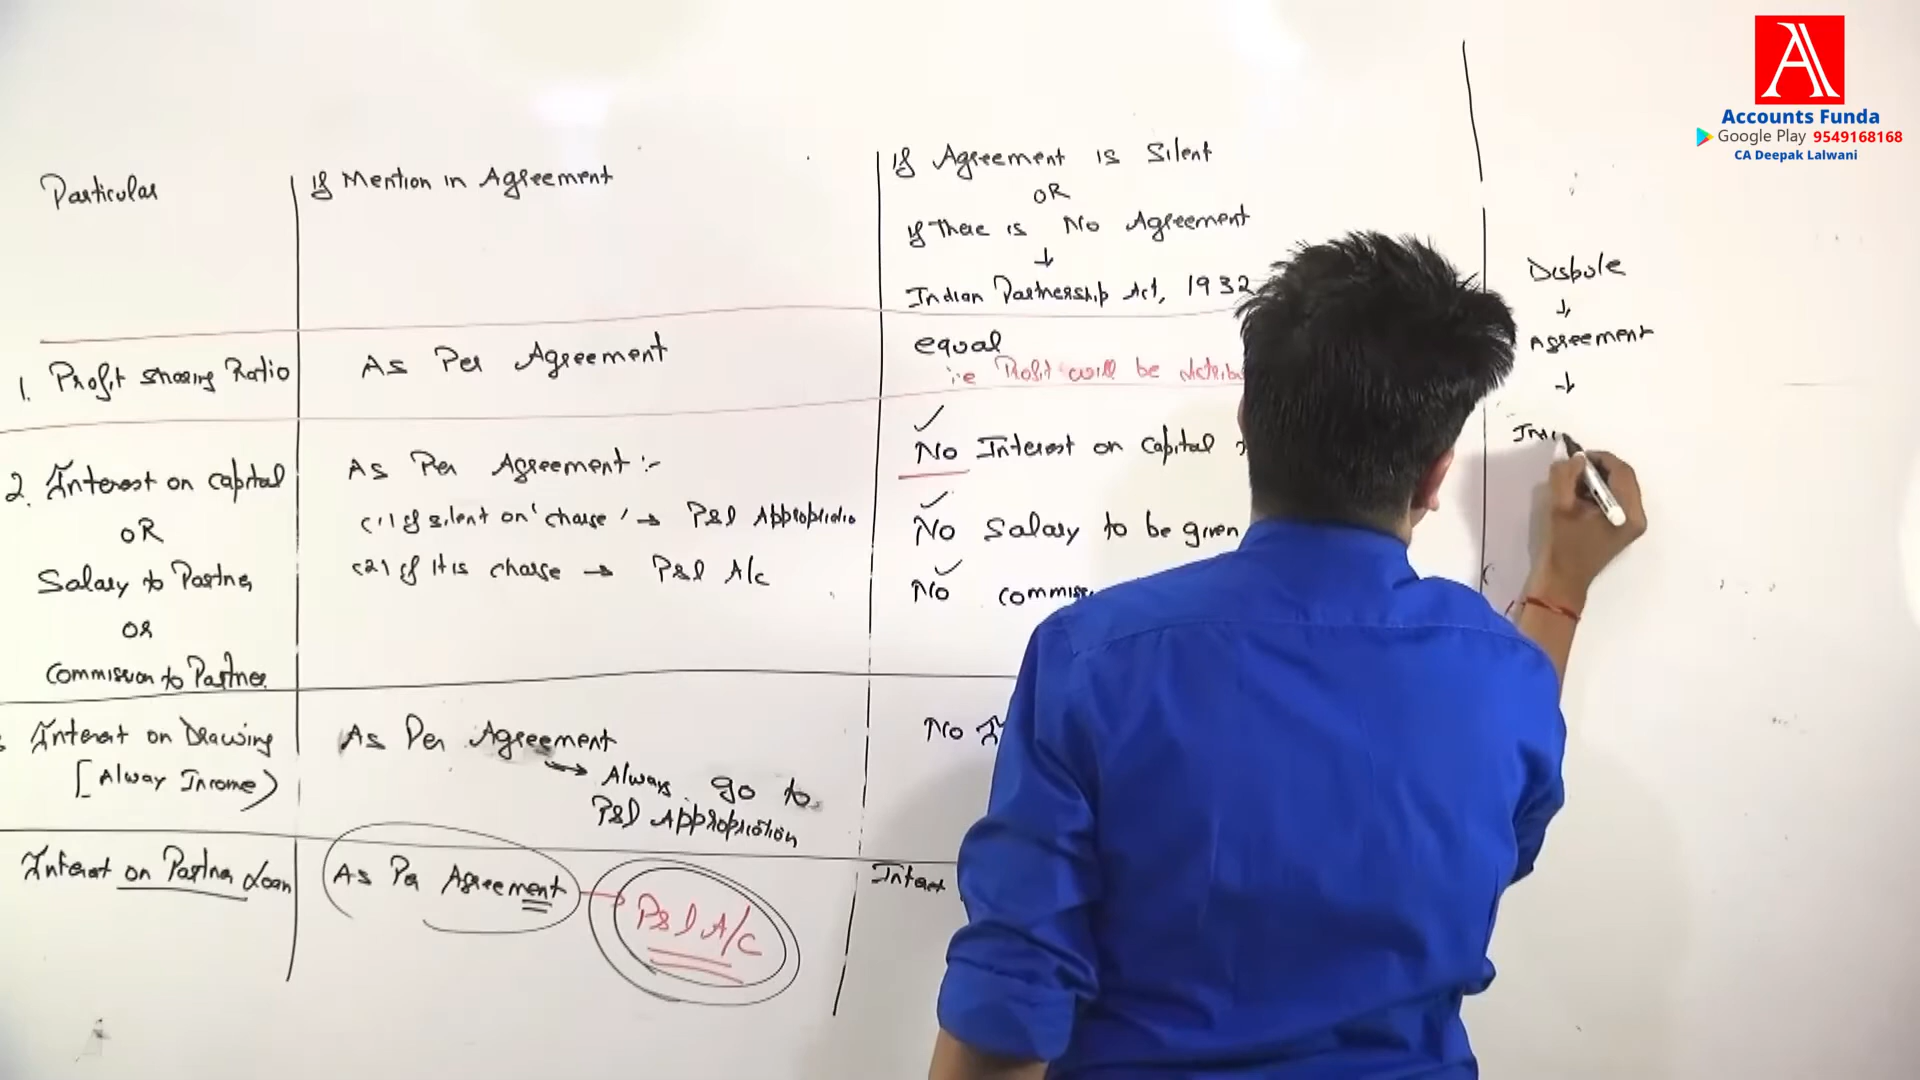 A
Accounts Funda
Google Play 9549168168
CA Deepak Lalwani
Particular
If Mention in Agreement
If Agreement is Silent
OR
If There is No Agreement
↓
Indian Partnership Act, 1932
1. Profit Sharing Ratio
As Per Agreement
equal
i.e Profit will be
2. Interest on capital
OR
Salary to Partner
OR
Commission to Partner
As Per Agreement :-
(1) If silent on 'charge' → P&l Appropriatio
(2) if it is charge → P&l A/c
No Interest on capital
No Salary to be given
No
Interest on Drawing
[Alway Income)
As Per Agreement
→ Always go to
P&l Appropriation
No
Interest on Partner Loan
As Per Agreement
P&l A/c
Dispute
↓
Agreement
↓